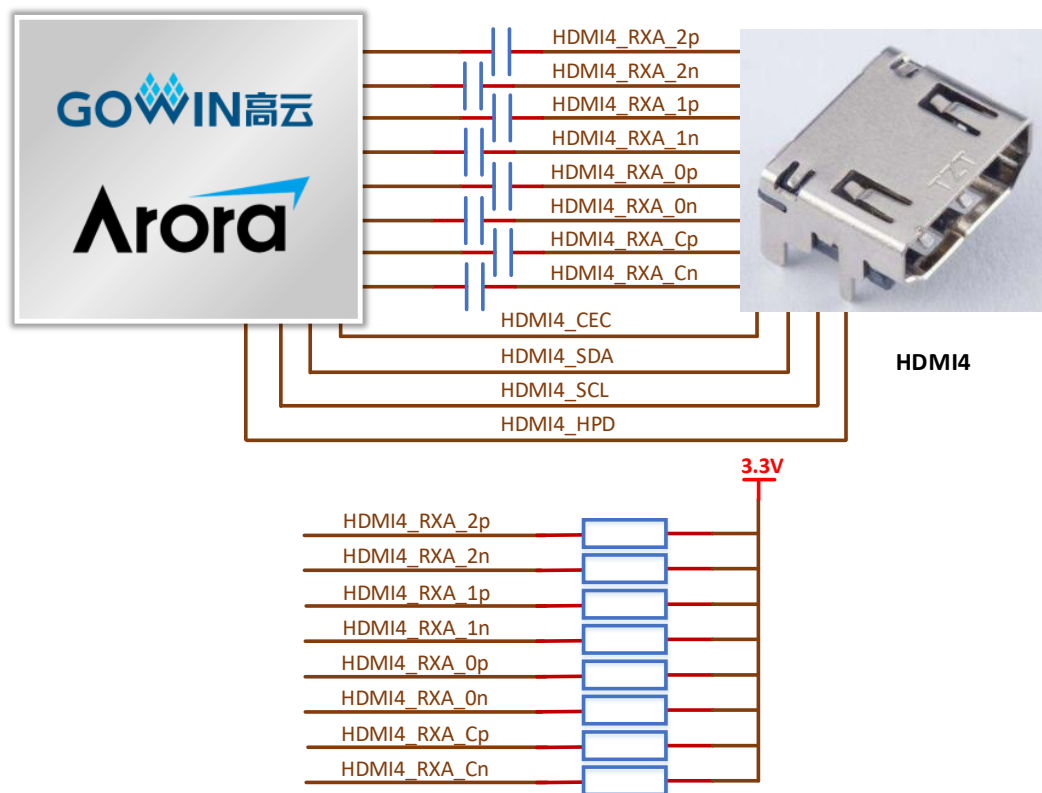 HDMI4_RXA_2p
HDMI4_RXA_2n
HDMI4_RXA_1p
HDMI4_RXA_1n
HDMI4_RXA_0p
HDMI4_RXA_0n
HDMI4_RXA_Cp
HDMI4_RXA_Cn
GOWIN高云
Arora
TZT
HDMI4_CEC
HDMI4_SDA
HDMI4_SCL
HDMI4_HPD
HDMI4
3.3V
HDMI4_RXA_2p
HDMI4_RXA_2n
HDMI4_RXA_1p
HDMI4_RXA_1n
HDMI4_RXA_0p
HDMI4_RXA_0n
HDMI4_RXA_Cp
HDMI4_RXA_Cn